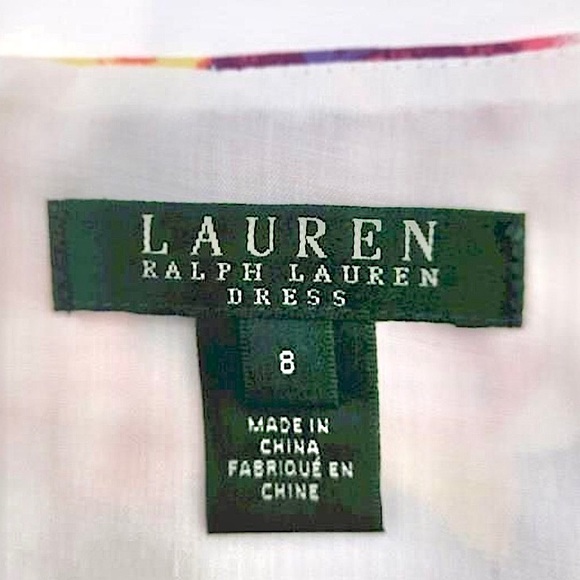 LAUREN
RALPH LAUREN
DRESS
8
MADE IN
CHINA
FABRIQUÉ EN
CHINE